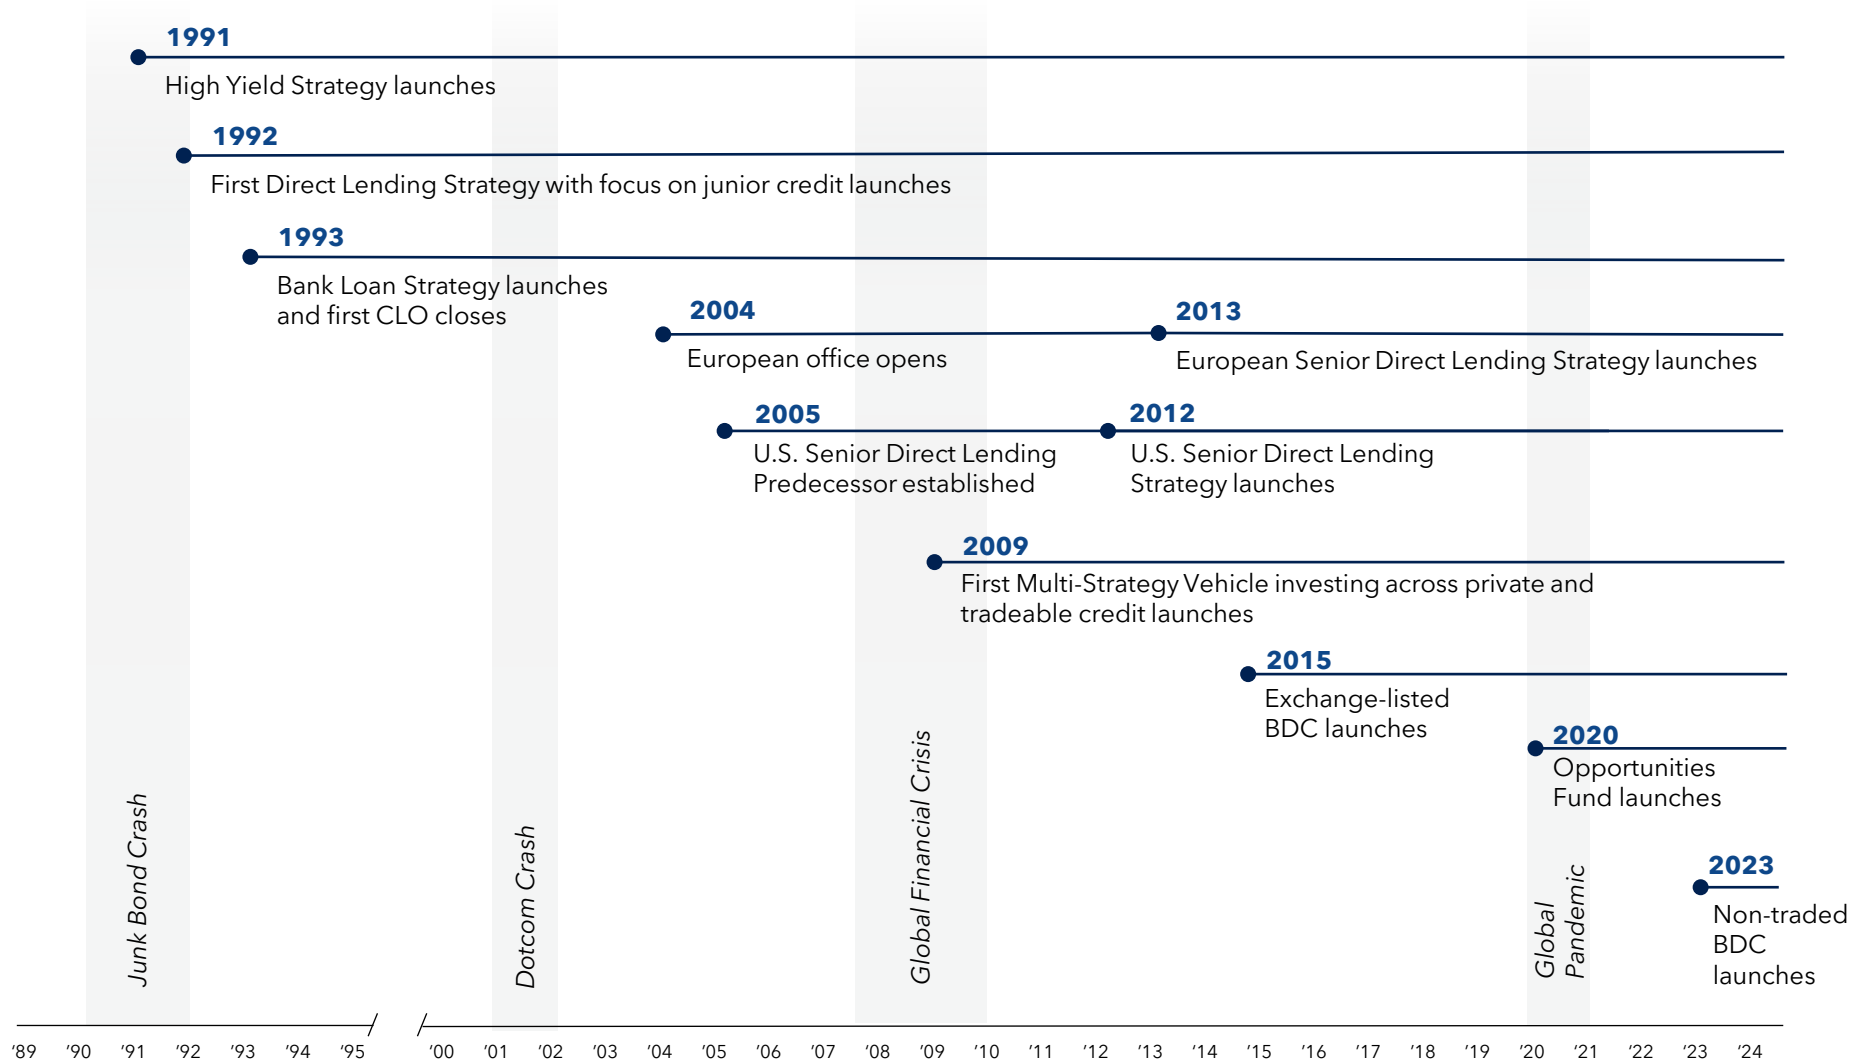 1991
High Yield Strategy launches
1992
First Direct Lending Strategy with focus on junior credit launches
1993
Bank Loan Strategy launches
and first CLO closes
2004
European office opens
2013
European Senior Direct Lending Strategy launches
2005
U.S. Senior Direct Lending
Predecessor established
2012
U.S. Senior Direct Lending
Strategy launches
2009
First Multi-Strategy Vehicle investing across private and
tradeable credit launches
2015
Exchange-listed
BDC launches
2020
Opportunities
Fund launches
2023
Non-traded
BDC
launches
Junk Bond Crash
Dotcom Crash
Global Financial Crisis
Global
Pandemic
’89 ’90 ’91 ’92 ’93 ’94 ’95 ’00 ’01 ’02 ’03 ’04 ’05 ’06 ’07 ’08 ’09 ’10 ’11 ’12 ’13 ’14 ’15 ’16 ’17 ’18 ’19 ’20 ’21 ’22 ’23 ’24